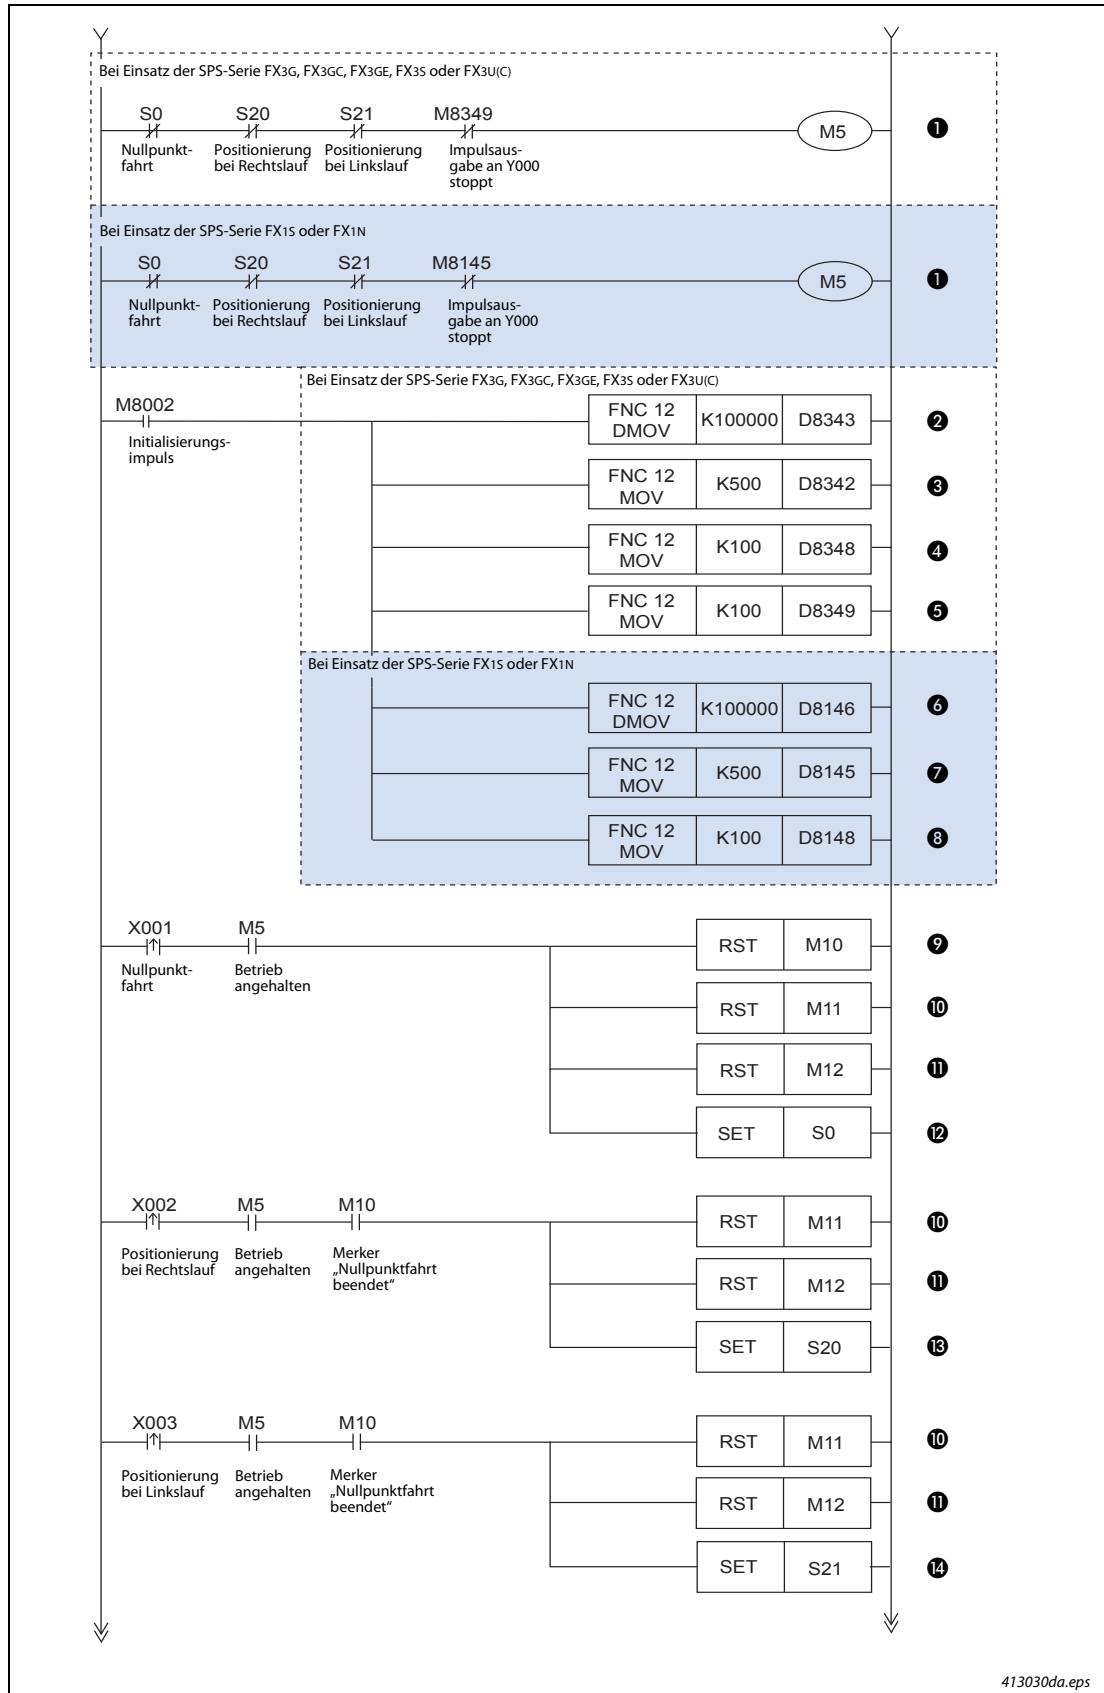 Bei Einsatz der SPS-Serie FX3G, FX3GC, FX3GE, FX3S oder FX3U(C)
S0 S20 S21 M8349
M5 ❶
Nullpunkt- Positionierung Positionierung Impulsaus-
fahrt bei Rechtslauf bei Linkslauf gabe an Y000
stoppt
Bei Einsatz der SPS-Serie FX1S oder FX1N
S0 S20 S21 M8145
M5 ❶
Nullpunkt- Positionierung Positionierung Impulsaus-
fahrt bei Rechtslauf bei Linkslauf gabe an Y000
stoppt
Bei Einsatz der SPS-Serie FX3G, FX3GC, FX3GE, FX3S oder FX3U(C)
M8002
Initialisierungs-
impuls
FNC 12
DMOV K100000 D8343 ❷
FNC 12
MOV K500 D8342 ❸
FNC 12
MOV K100 D8348 ❹
FNC 12
MOV K100 D8349 ❺
Bei Einsatz der SPS-Serie FX1S oder FX1N
FNC 12
DMOV K100000 D8146 ❻
FNC 12
MOV K500 D8145 ❼
FNC 12
MOV K100 D8148 ❽
X001 M5
RST M10 ❾
Nullpunkt- Betrieb
fahrt angehalten
RST M11 ❿
RST M12 ⓫
SET S0 ⓬
X002 M5 M10
RST M11 ❿
Positionierung Betrieb Merker
bei Rechtslauf angehalten „Nullpunktfahrt
beendet“
RST M12 ⓫
SET S20 ⓭
X003 M5 M10
RST M11 ❿
Positionierung Betrieb Merker
bei Linkslauf angehalten „Nullpunktfahrt
beendet“
RST M12 ⓫
SET S21 ⓮
413030da.eps